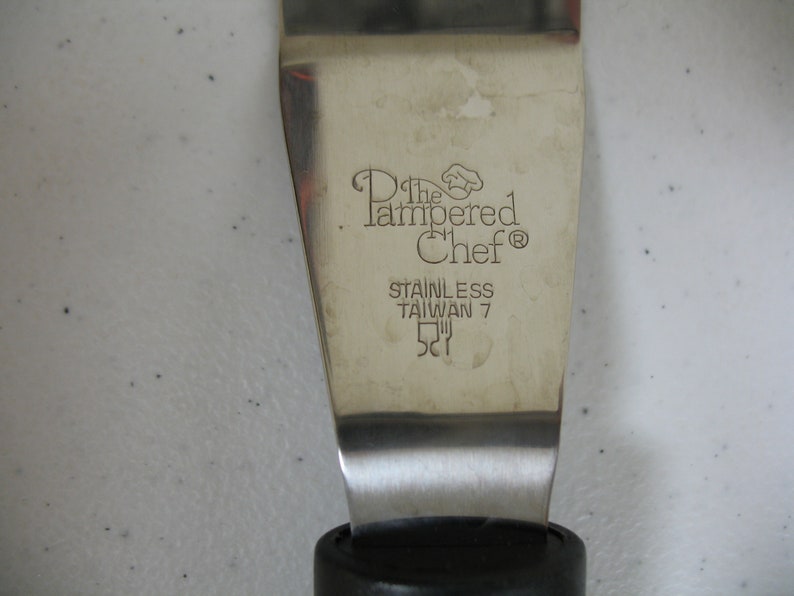 The
Pampered
Chef®
STAINLESS
TAIWAN 7